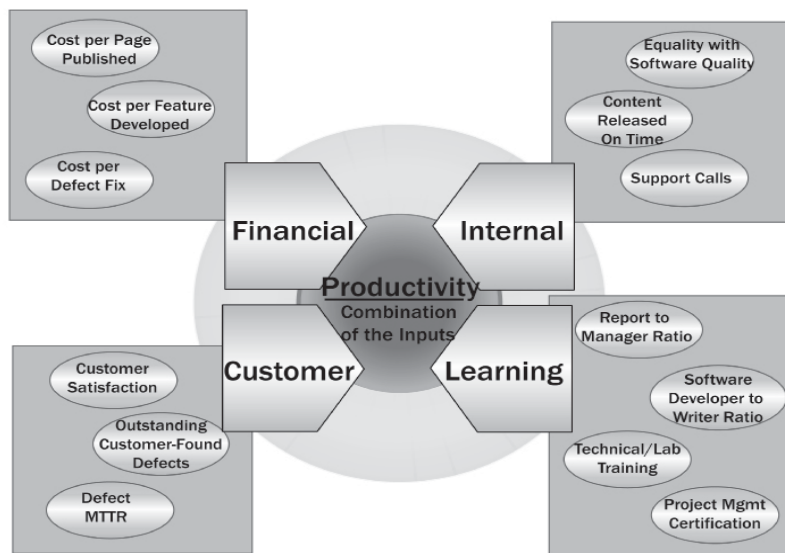 Cost per Page
Published
Cost per Feature
Developed
Cost per
Defect Fix
Equality with
Software Quality
Content
Released
On Time
Support Calls
Financial
Internal
Productivity
Combination
of the Inputs
Customer
Learning
Customer
Satisfaction
Outstanding
Customer-Found
Defects
Defect
MTTR
Report to
Manager Ratio
Software
Developer to
Writer Ratio
Technical/Lab
Training
Project Mgmt
Certification